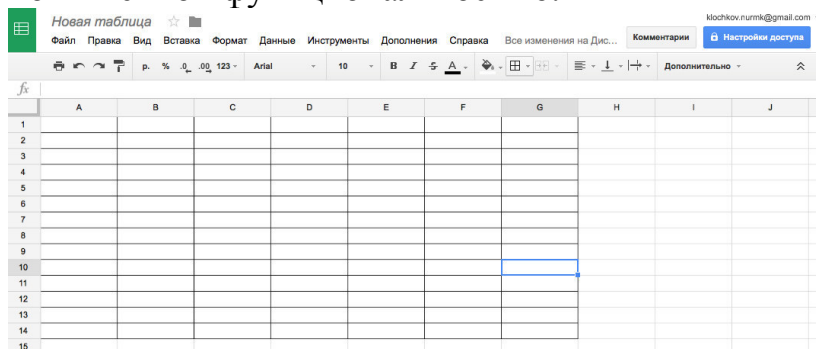 klochkov.nurmk@gmail.com
Новая таблица
Файл Правка Вид Вставка Формат Данные Инструменты Дополнения Справка Все изменения на Дис... Комментарии Настройки доступа
р. % .0 .00 123 Arial 10 B I S A Дополнительно
fx
A B C D E F G H I J
1
2
3
4
5
6
7
8
9
10
11
12
13
14
15